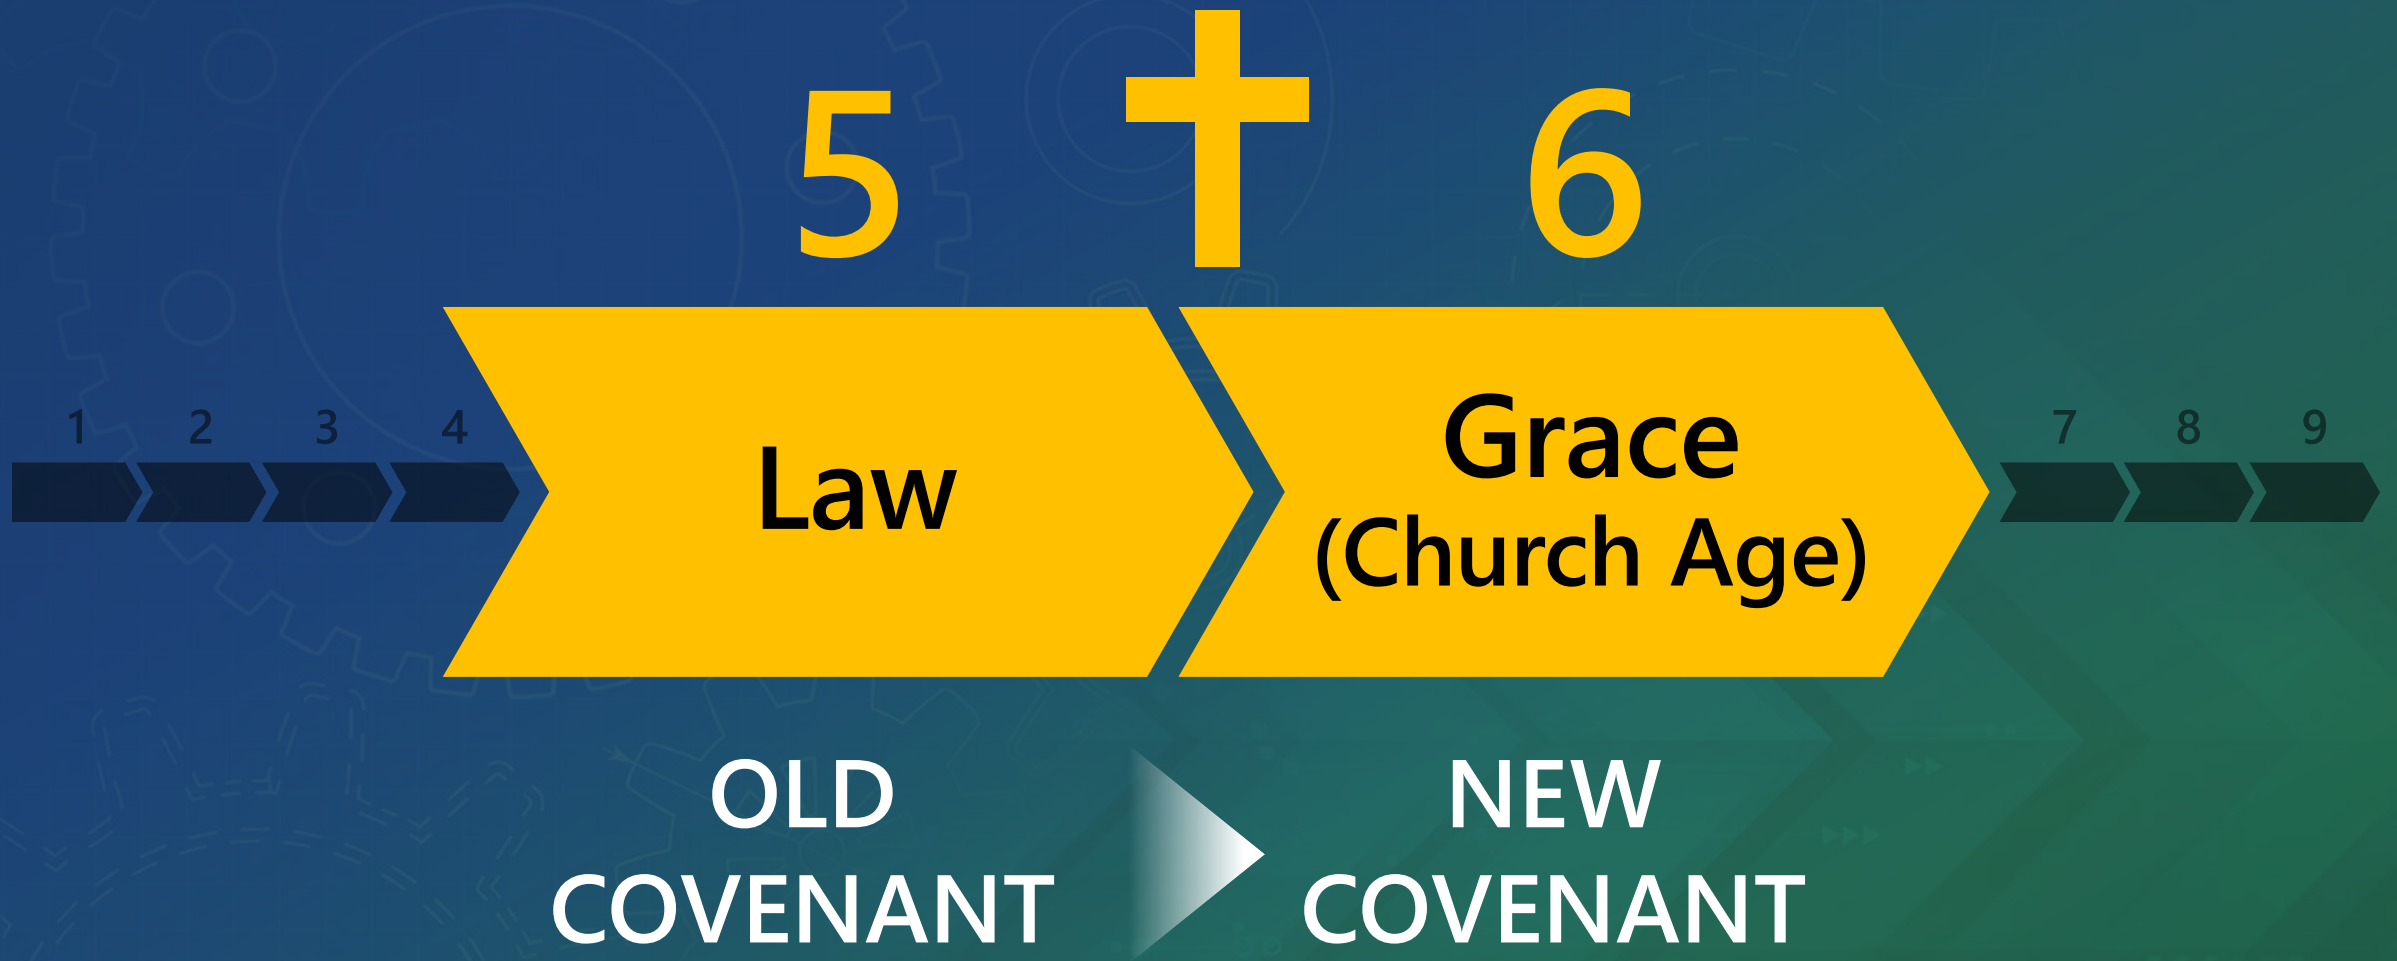 5
6
1
2
3
4
Law
Grace
(Church Age)
7
8
9
OLD
COVENANT
NEW
COVENANT